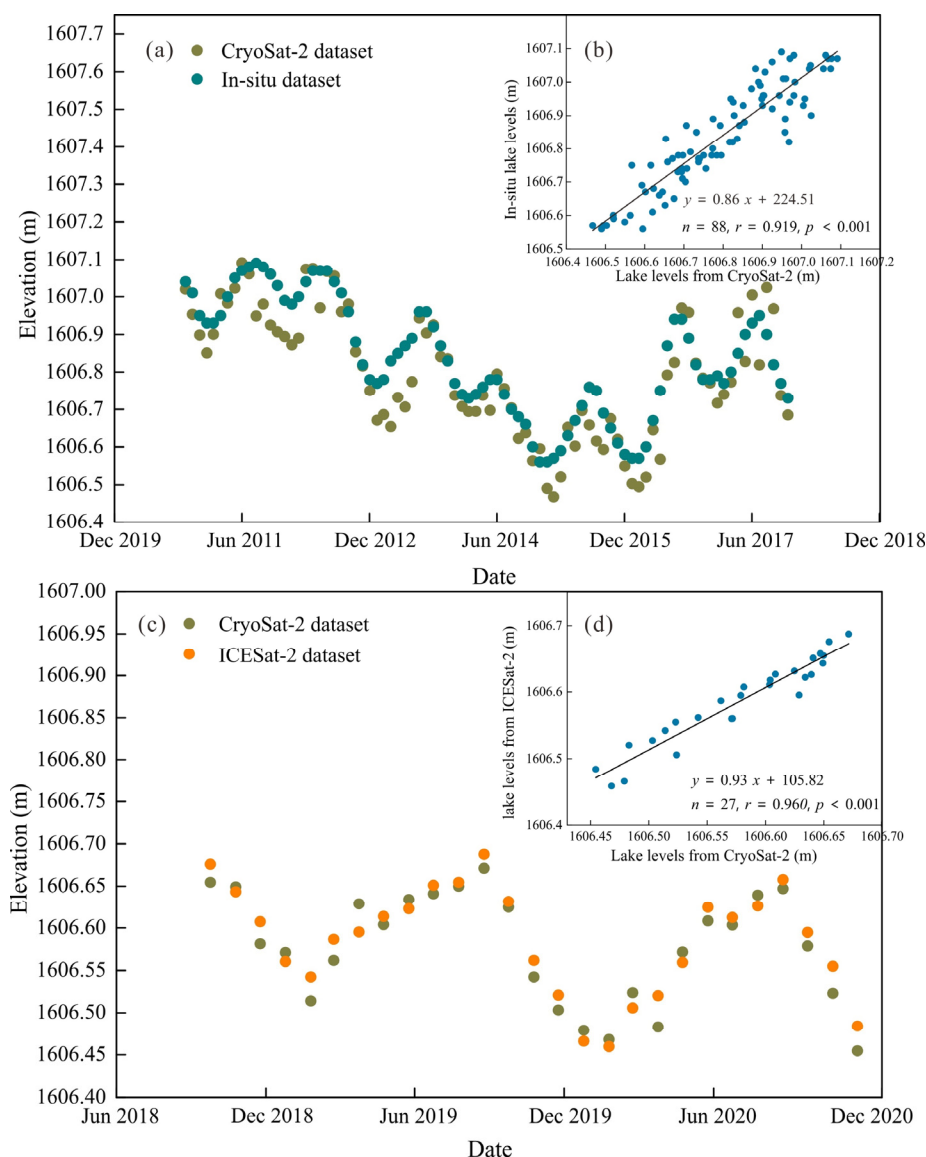 1607.7
1607.6
1607.5
1607.4
1607.3
1607.2
1607.1
1607.0
1606.9
1606.8
1606.7
1606.6
1606.5
1606.4
Elevation (m)
(a)
CryoSat-2 dataset
In-situ dataset
Dec 2019 Jun 2011 Dec 2012 Jun 2014 Dec 2015 Jun 2017 Dec 2018
Date
(b)
1607.1
1607.0
1606.9
1606.8
1606.7
1606.6
1606.5
In-situ lake levels (m)
y = 0.86 x + 224.51
n = 88, r = 0.919, p < 0.001
1606.4 1606.5 1606.6 1606.7 1606.8 1606.9 1607.0 1607.1 1607.2
Lake levels from CryoSat-2 (m)
1607.00
1606.95
1606.90
1606.85
1606.80
1606.75
1606.70
1606.65
1606.60
1606.55
1606.50
1606.45
1606.40
Elevation (m)
(c)
CryoSat-2 dataset
ICESat-2 dataset
Jun 2018 Dec 2018 Jun 2019 Dec 2019 Jun 2020 Dec 2020
Date
(d)
1606.7
1606.6
1606.5
1606.4
lake levels from ICESat-2 (m)
y = 0.93 x + 105.82
n = 27, r = 0.960, p < 0.001
1606.45 1606.50 1606.55 1606.60 1606.65 1606.70
Lake levels from CryoSat-2 (m)